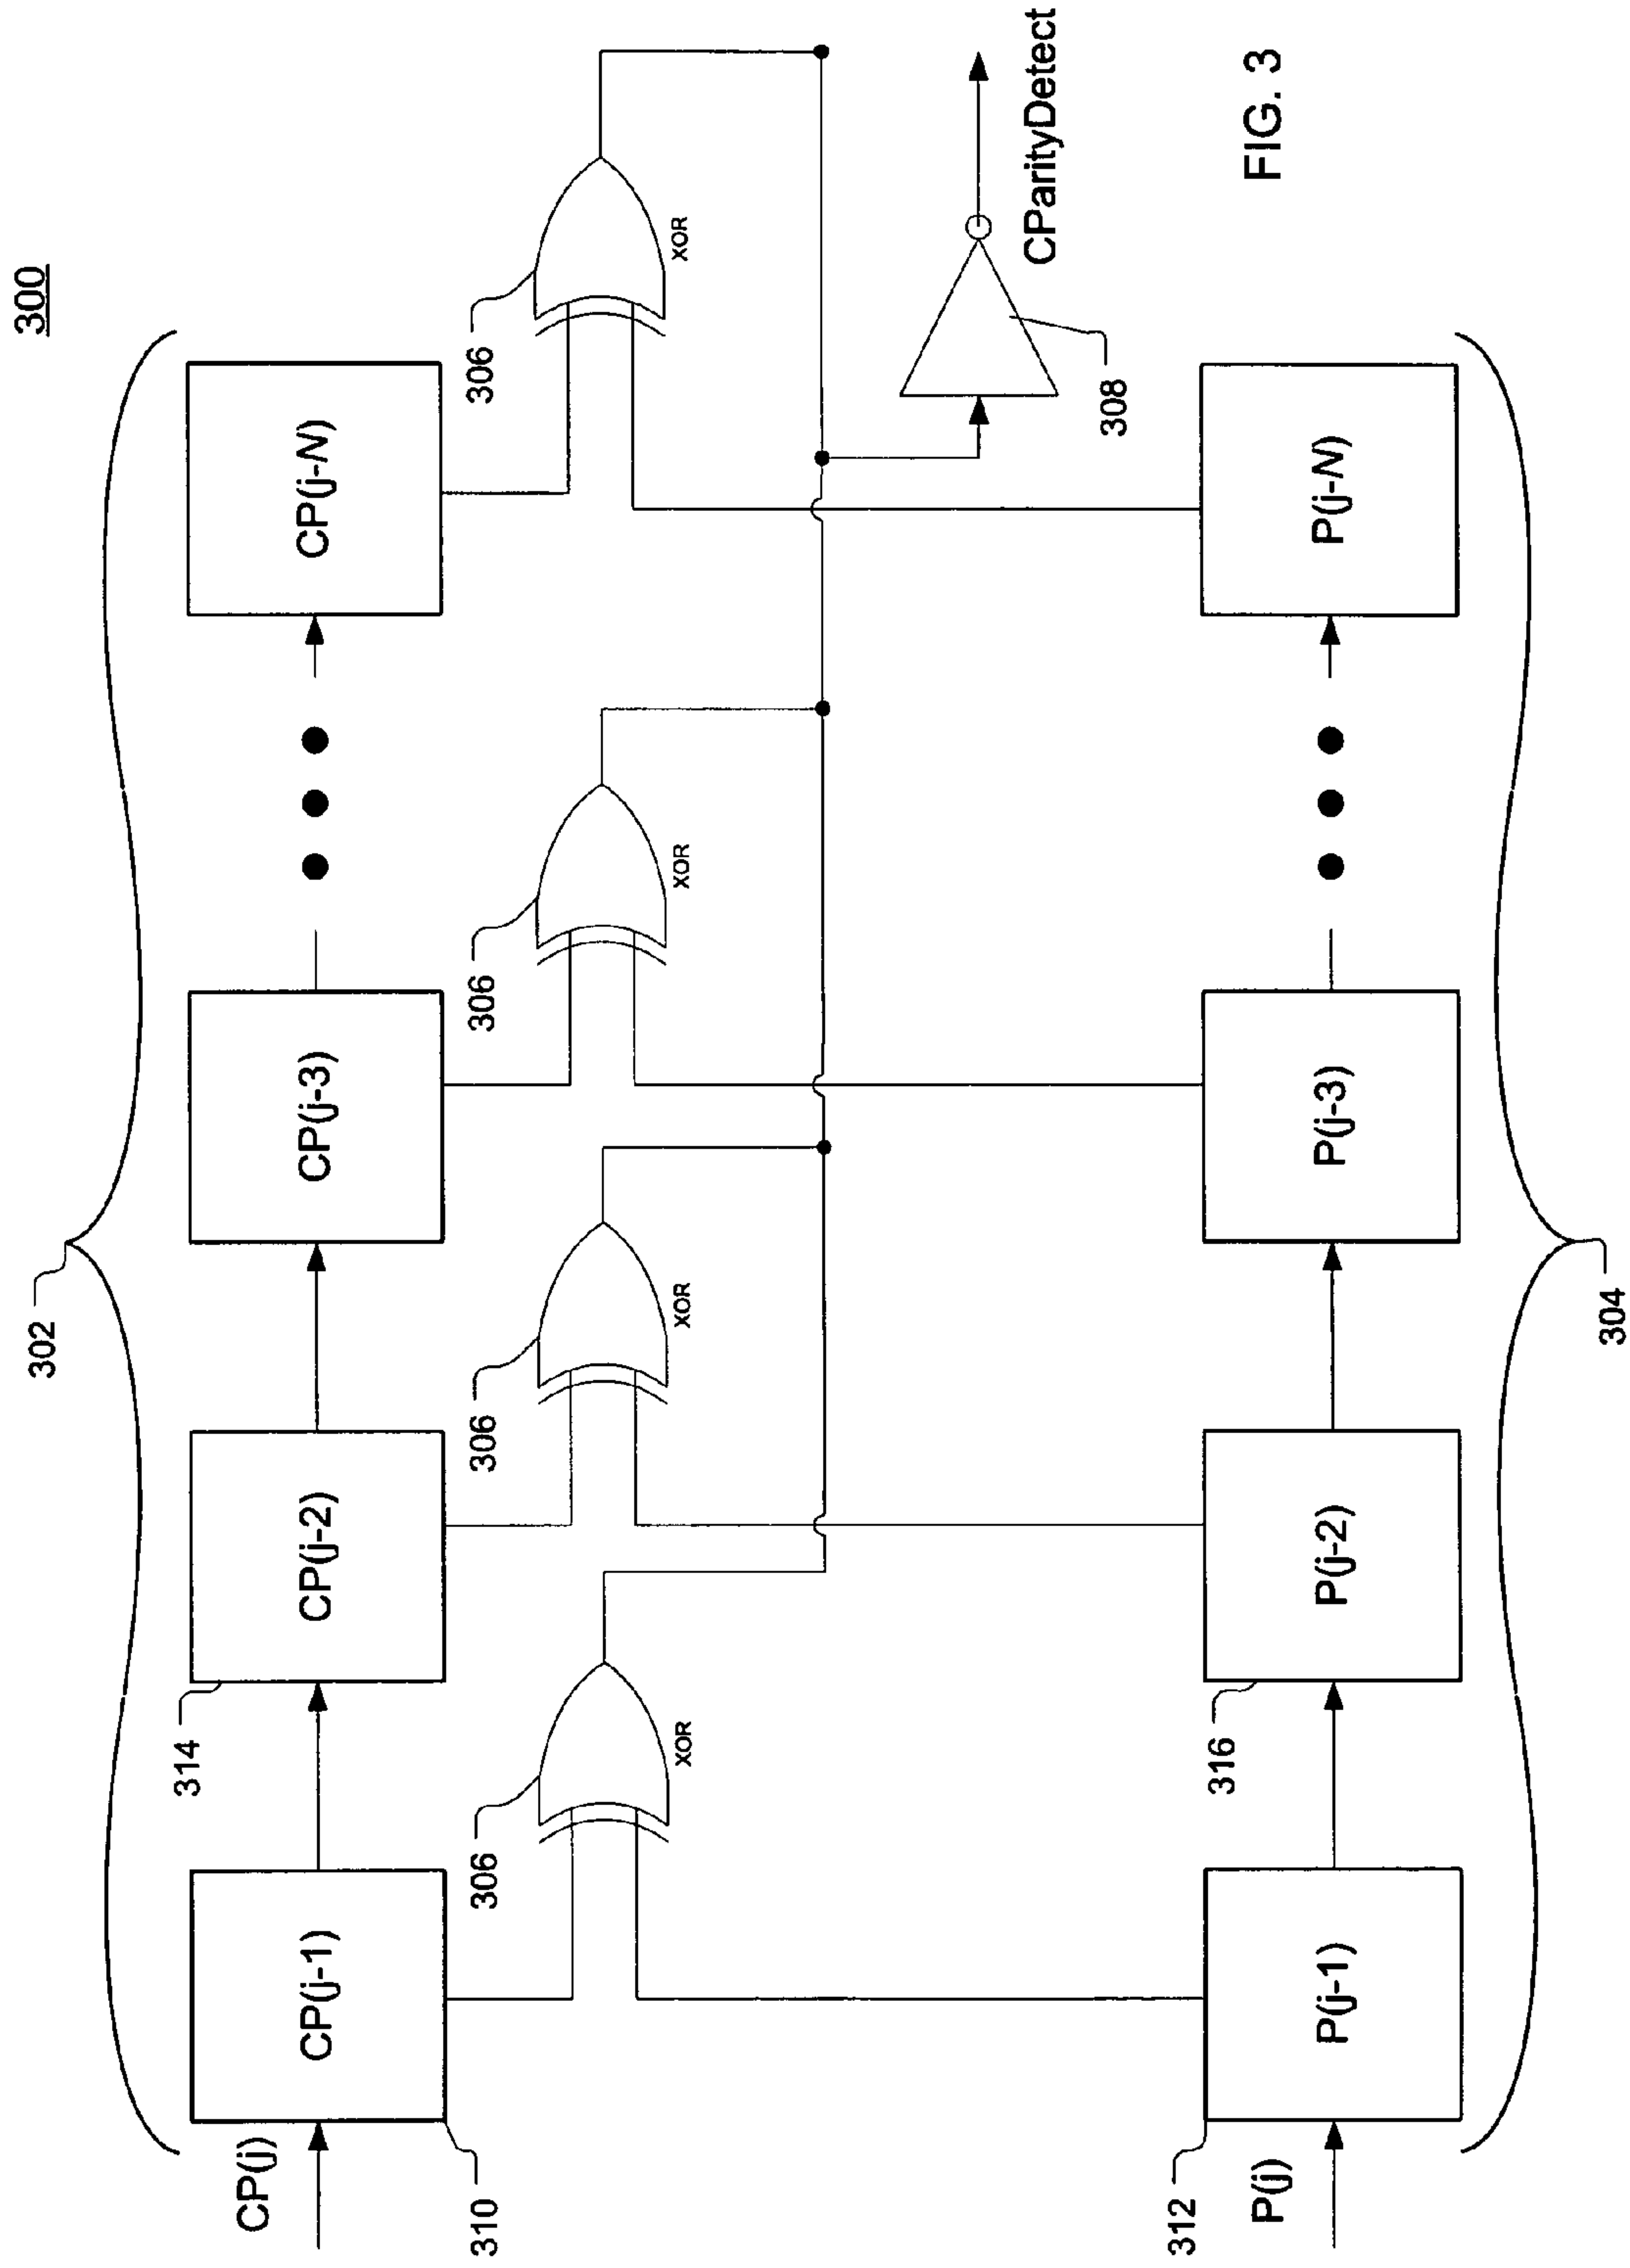 300
302
CP(j)
CP(j-1)
CP(j-2)
CP(j-3)
CP(j-N)
310
314
306
306
306
306
XOR
XOR
XOR
XOR
308
CParityDetect
312
316
P(j)
P(j-1)
P(j-2)
P(j-3)
P(j-N)
304
FIG. 3